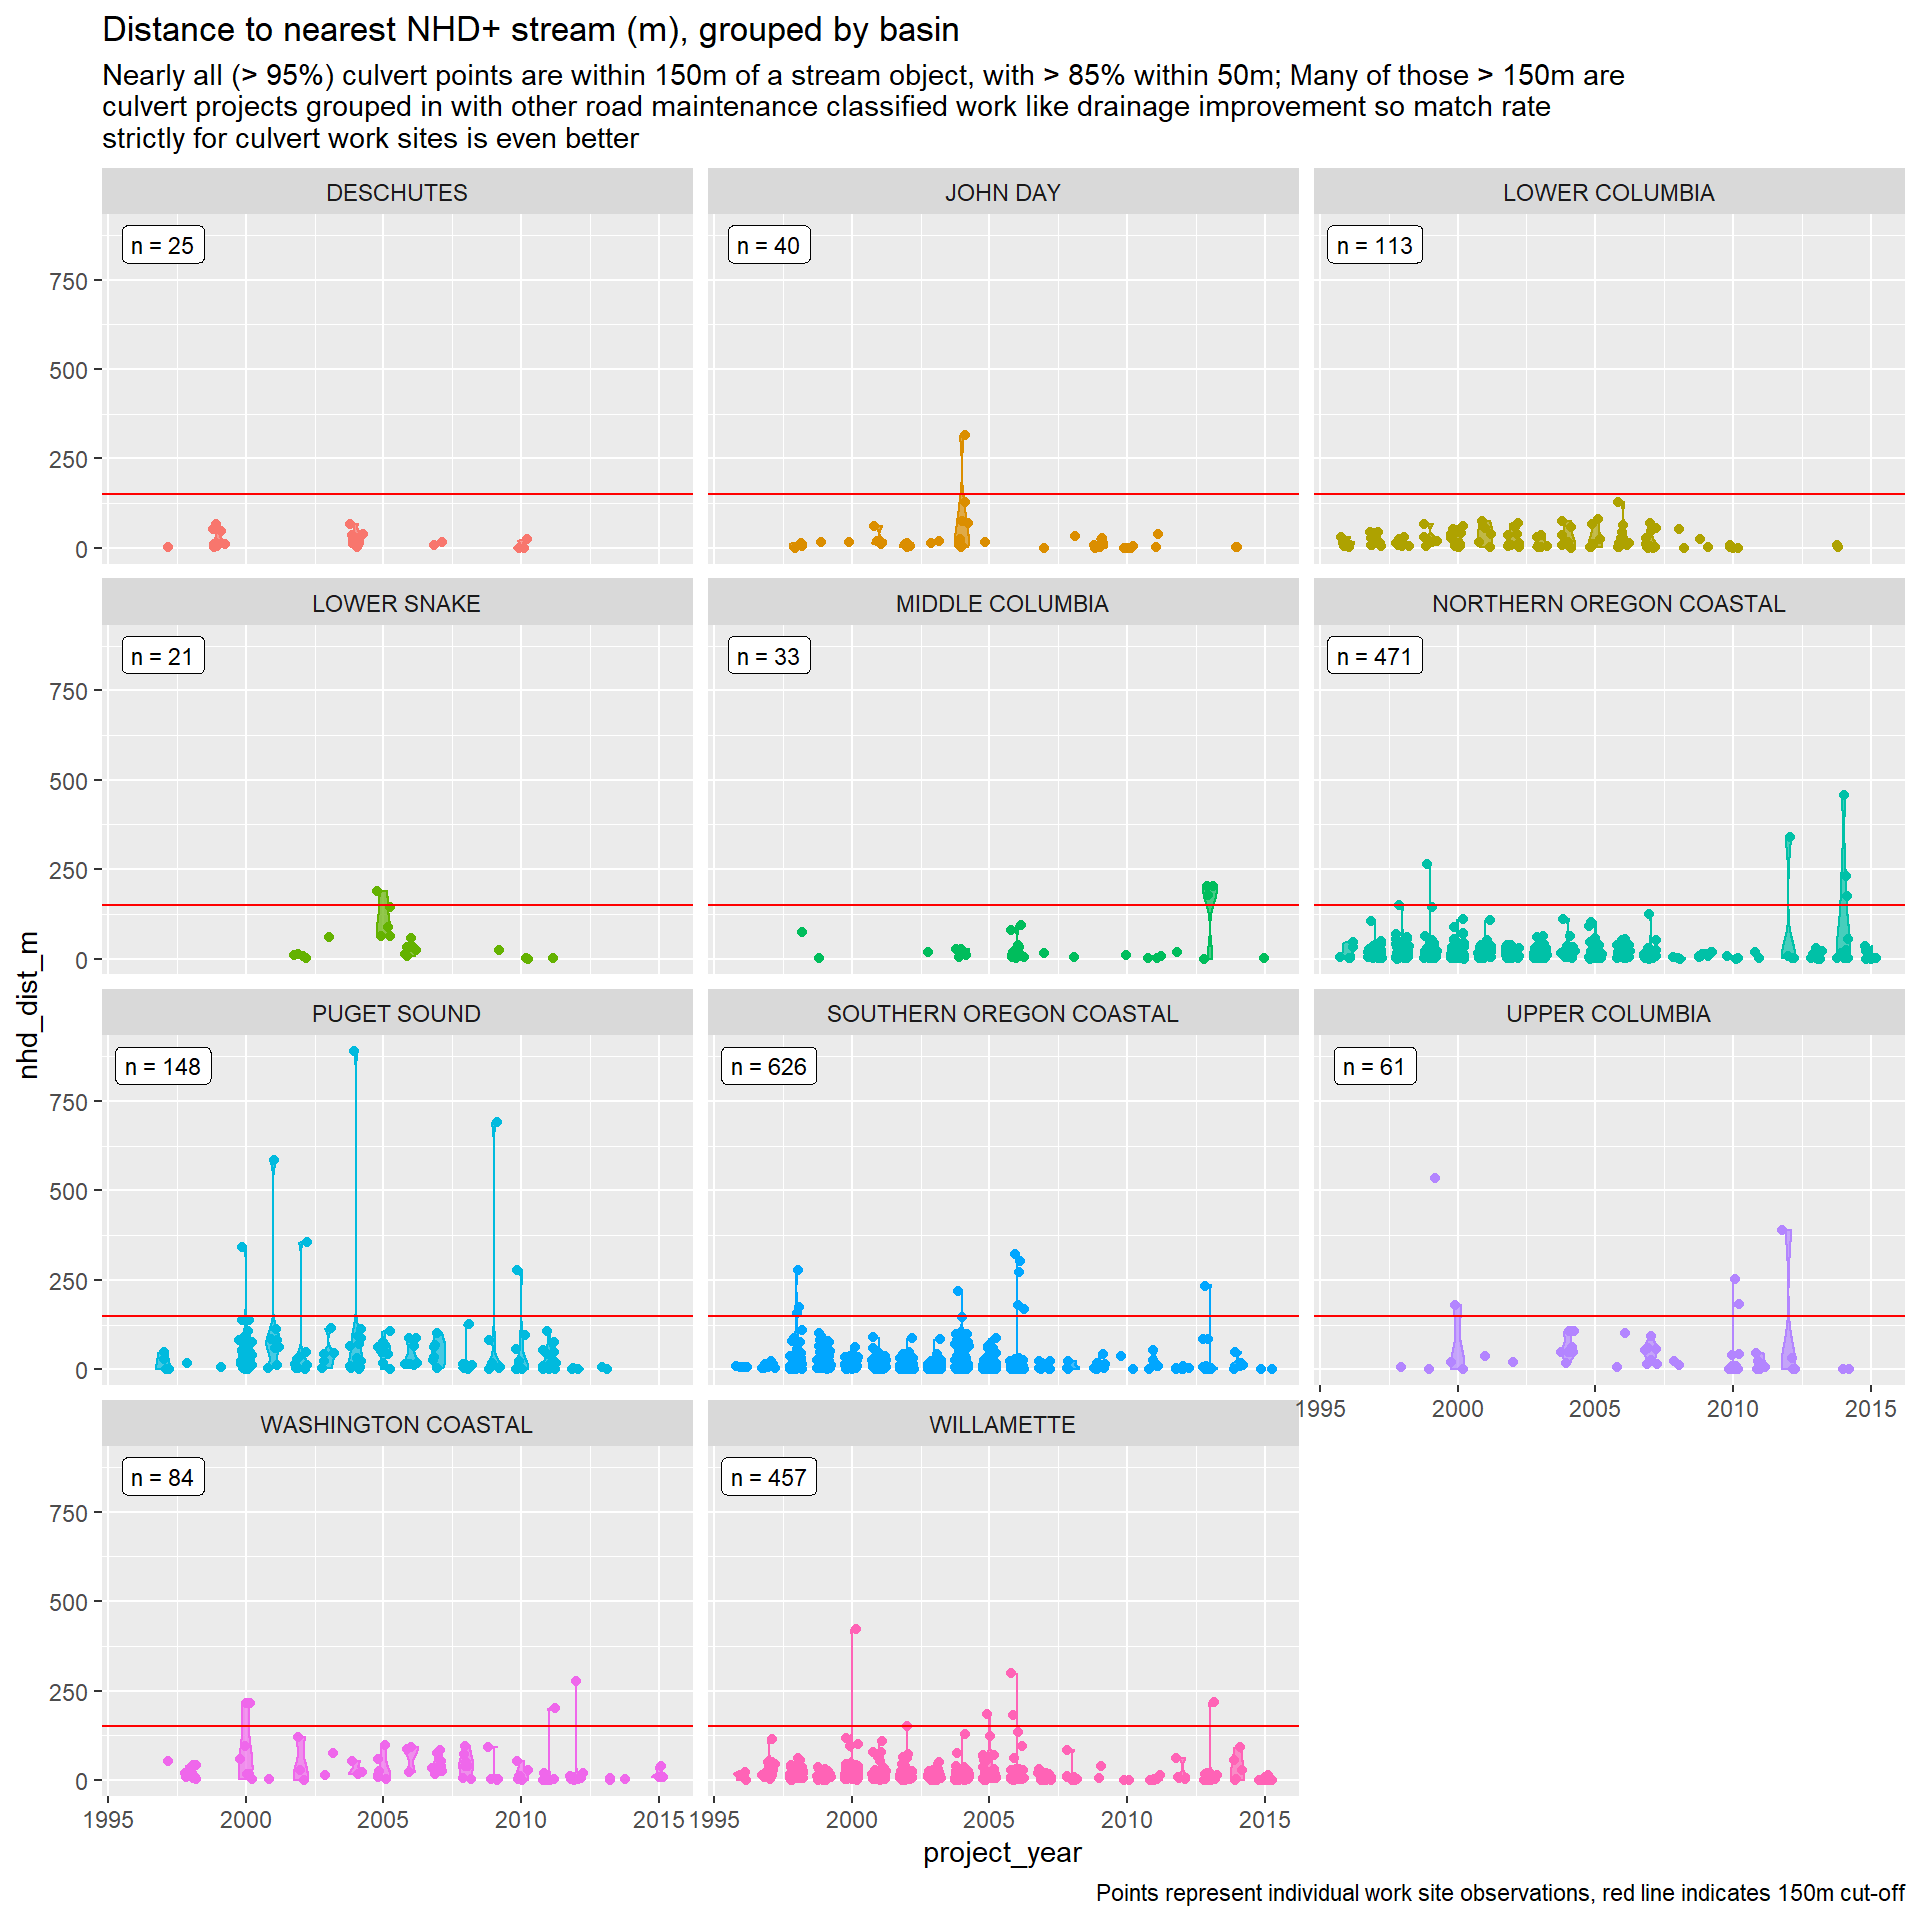 Distance to nearest NHD+ stream (m), grouped by basin
Nearly all (> 95%) culvert points are within 150m of a stream object, with > 85% within 50m; Many of those > 150m are
culvert projects grouped in with other road maintenance classified work like drainage improvement so match rate
strictly for culvert work sites is even better
DESCHUTES
JOHN DAY
LOWER COLUMBIA
n = 25
n = 40
n = 113
750
500
250
0
LOWER SNAKE
MIDDLE COLUMBIA
NORTHERN OREGON COASTAL
n = 21
n = 33
n = 471
750
500
250
0
nhd_dist_m
PUGET SOUND
SOUTHERN OREGON COASTAL
UPPER COLUMBIA
n = 148
n = 626
n = 61
750
500
250
0
1995 2000 2005 2010 2015
WASHINGTON COASTAL
WILLAMETTE
n = 84
n = 457
750
500
250
0
1995 2000 2005 2010 2015
1995 2000 2005 2010 2015
project_year
Points represent individual work site observations, red line indicates 150m cut-off